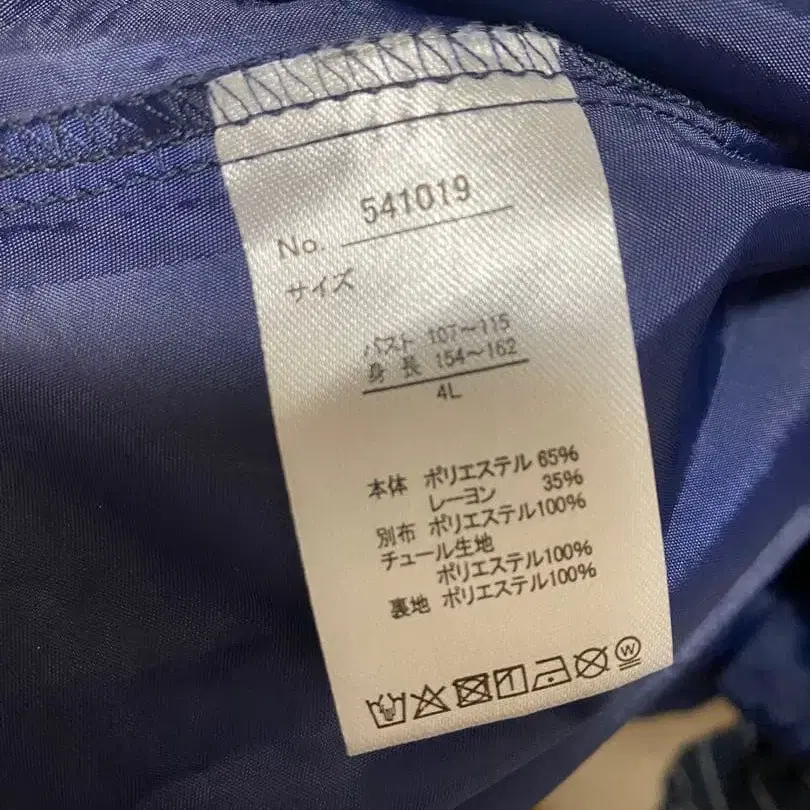 541019
No.
サイズ
バスト 107～115
身長 154～162
4L
本体 ポリエステル 65%
レーヨン 35%
別布 ポリエステル100%
チュール生地
ポリエステル100%
裏地 ポリエステル100%
W